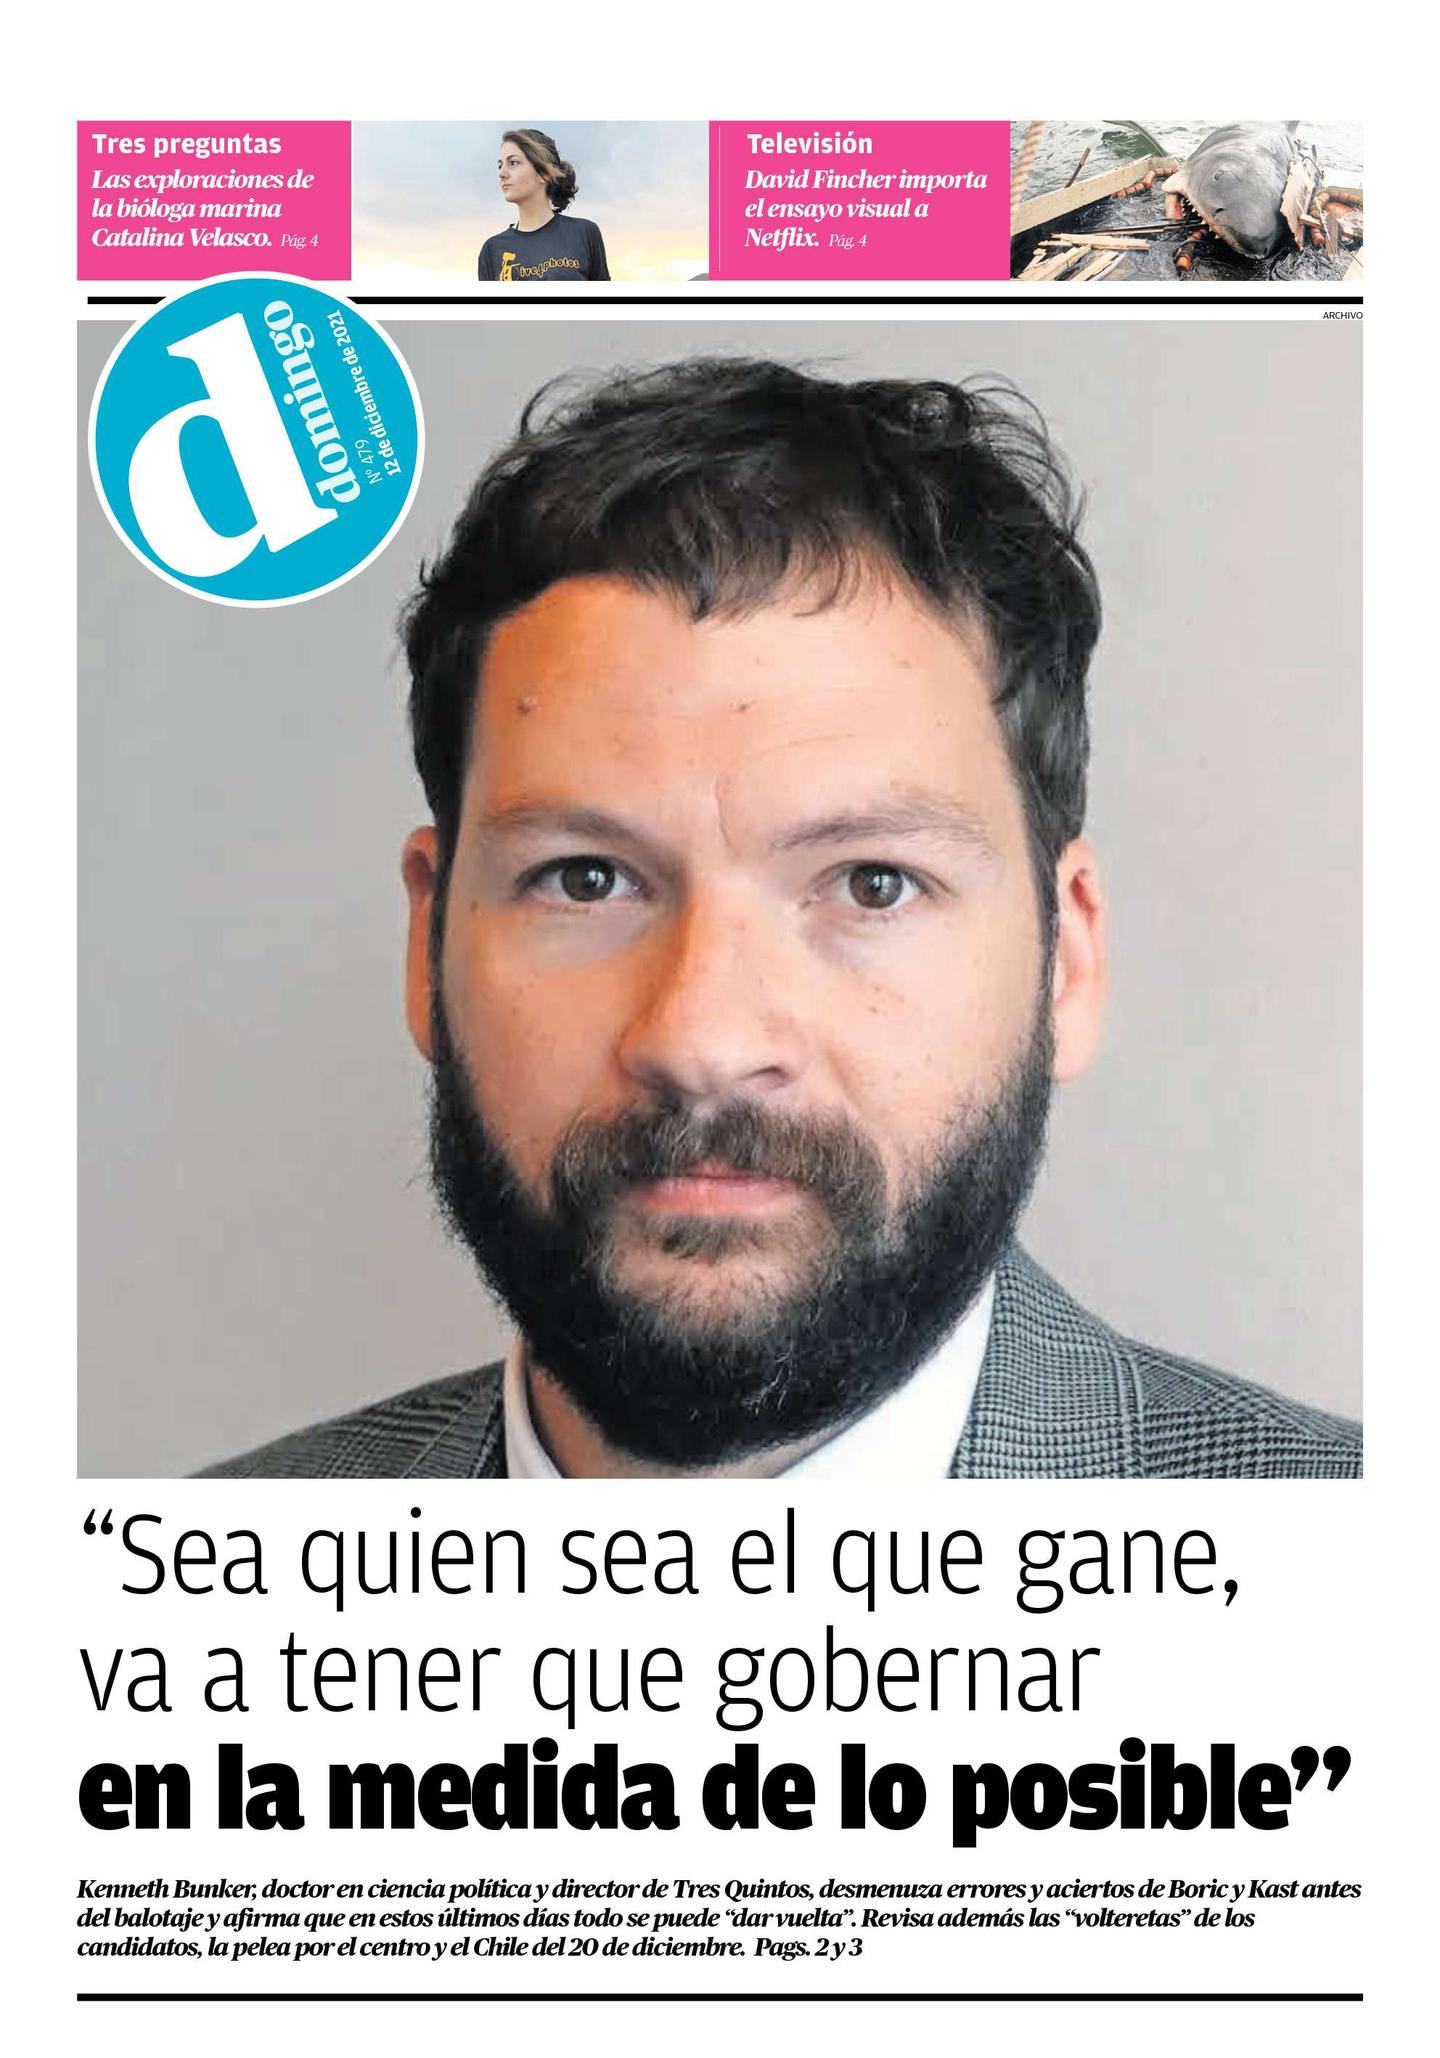 Tres preguntas
Las exploraciones de
la bióloga marina
Catalina Velasco. Pág. 4
Televisión
David Fincher importa
el ensayo visual a
Netflix. Pág. 4
ARCHIVO
d
domingo
Nº 479
12 de diciembre de 2021
“Sea quien sea el que gane,
va a tener que gobernar
en la medida de lo posible”
Kenneth Bunker, doctor en ciencia política y director de Tres Quintos, desmenuza errores y aciertos de Boric y Kast antes
del balotaje y afirma que en estos últimos días todo se puede “dar vuelta”. Revisa además las “volteretas” de los
candidatos, la pelea por el centro y el Chile del 20 de diciembre. Pags. 2 y 3